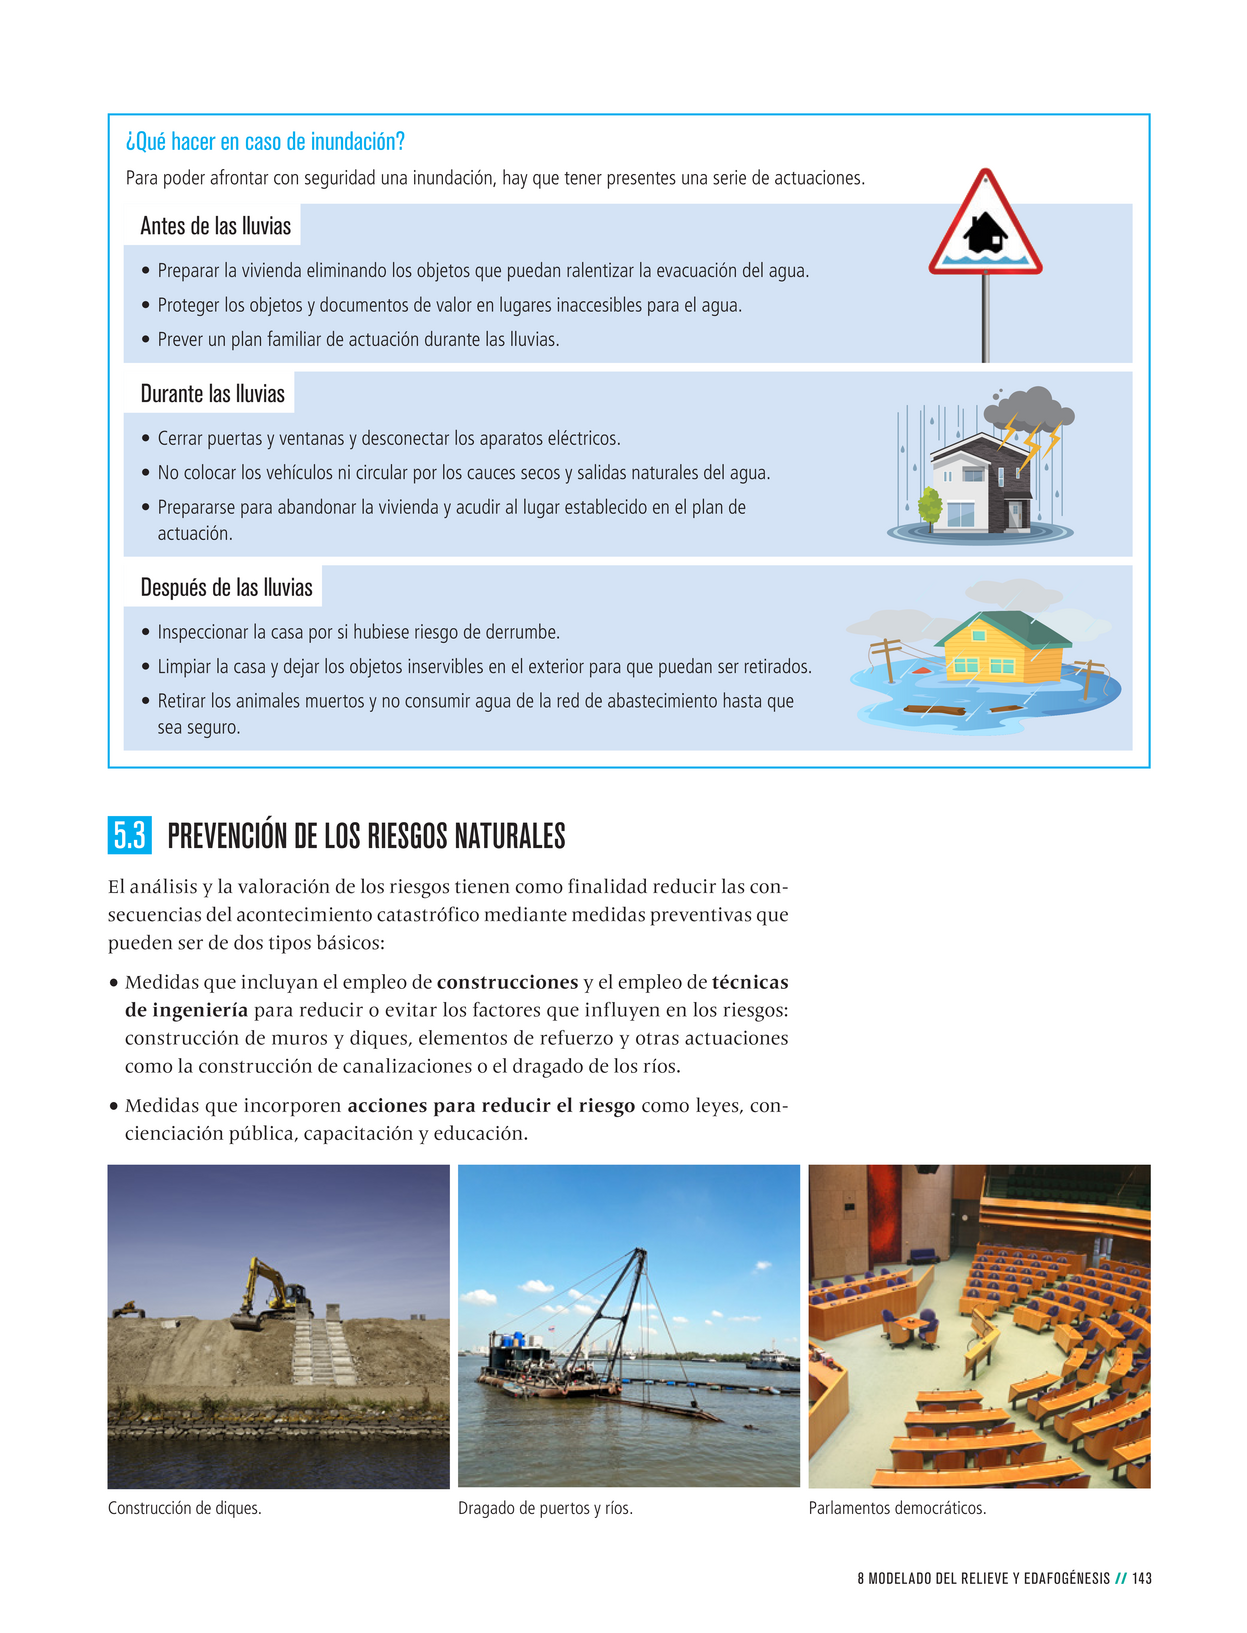 ¿Qué hacer en caso de inundación?
Para poder afrontar con seguridad una inundación, hay que tener presentes una serie de actuaciones.
Antes de las lluvias
• Preparar la vivienda eliminando los objetos que puedan ralentizar la evacuación del agua.
• Proteger los objetos y documentos de valor en lugares inaccesibles para el agua.
• Prever un plan familiar de actuación durante las lluvias.
Durante las lluvias
• Cerrar puertas y ventanas y desconectar los aparatos eléctricos.
• No colocar los vehículos ni circular por los cauces secos y salidas naturales del agua.
• Prepararse para abandonar la vivienda y acudir al lugar establecido en el plan de
actuación.
Después de las lluvias
• Inspeccionar la casa por si hubiese riesgo de derrumbe.
• Limpiar la casa y dejar los objetos inservibles en el exterior para que puedan ser retirados.
• Retirar los animales muertos y no consumir agua de la red de abastecimiento hasta que
sea seguro.
5.3 PREVENCIÓN DE LOS RIESGOS NATURALES
El análisis y la valoración de los riesgos tienen como finalidad reducir las con-
secuencias del acontecimiento catastrófico mediante medidas preventivas que
pueden ser de dos tipos básicos:
• Medidas que incluyan el empleo de construcciones y el empleo de técnicas
de ingeniería para reducir o evitar los factores que influyen en los riesgos:
construcción de muros y diques, elementos de refuerzo y otras actuaciones
como la construcción de canalizaciones o el dragado de los ríos.
• Medidas que incorporen acciones para reducir el riesgo como leyes, con-
cienciación pública, capacitación y educación.
Construcción de diques.
Dragado de puertos y ríos.
Parlamentos democráticos.
8 MODELADO DEL RELIEVE Y EDAFOGÉNESIS // 143